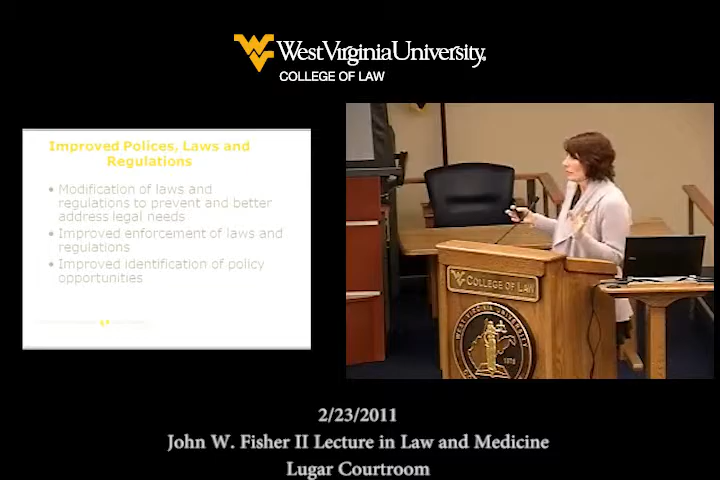 WestVirginiaUniversity.
COLLEGE OF LAW
Improved Polices, Laws and
Regulations
• Modification of laws and
regulations to prevent and better
address legal needs
• Improved enforcement of laws and
regulations
• Improved identification of policy
opportunities
COLLEGE OF LAW
WEST VIRGINIA UNIVERSITY
1878
2/23/2011
John W. Fisher II Lecture in Law and Medicine
Lugar Courtroom